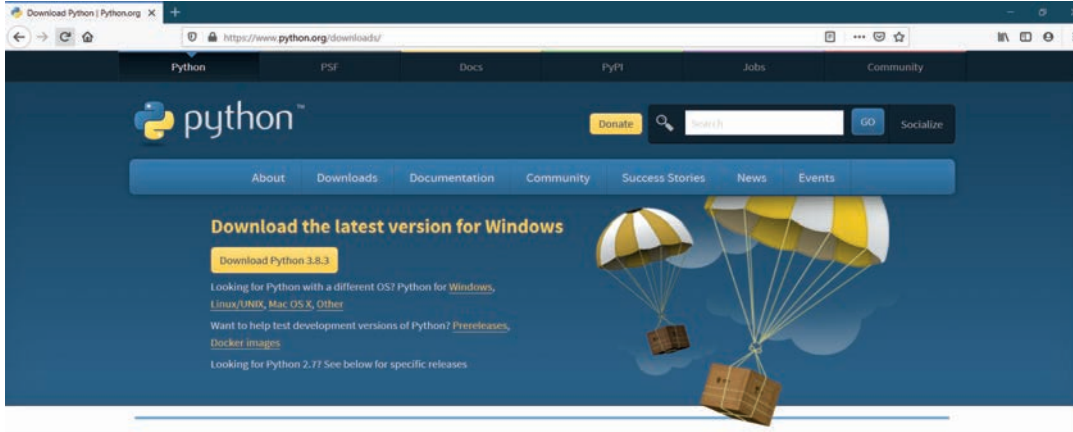 Download Python | Python.org
https://www.python.org/downloads/
Python PSF Docs PyPI Jobs Community
python™
Donate Search GO Socialize
About Downloads Documentation Community Success Stories News Events
Download the latest version for Windows
Download Python 3.8.3
Looking for Python with a different OS? Python for Windows,
Linux/UNIX, Mac OS X, Other
Want to help test development versions of Python? Prereleases,
Docker images
Looking for Python 2.7? See below for specific releases